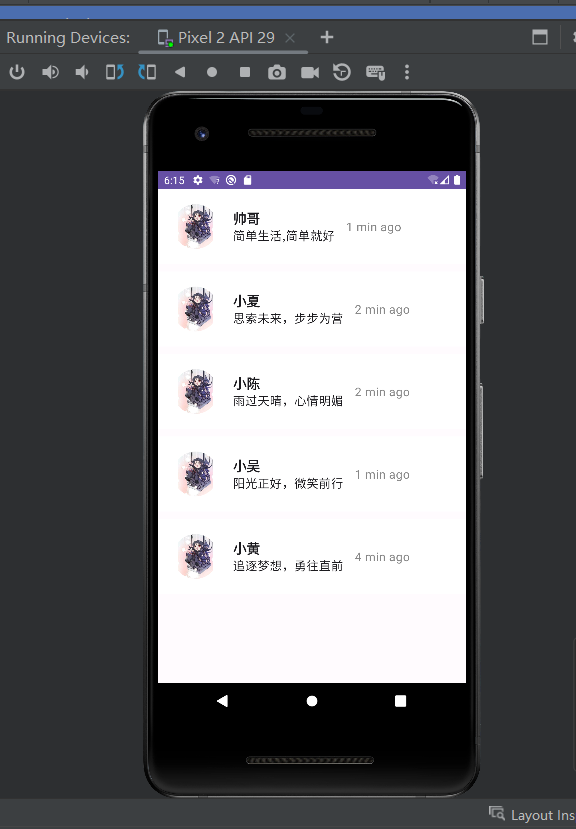 Running Devices:
Pixel 2 API 29
6:15
帅哥
简单生活,简单就好
1 min ago
小夏
思索未来，步步为营
2 min ago
小陈
雨过天晴，心情明媚
2 min ago
小吴
阳光正好，微笑前行
1 min ago
小黄
追逐梦想，勇往直前
4 min ago
Layout Ins